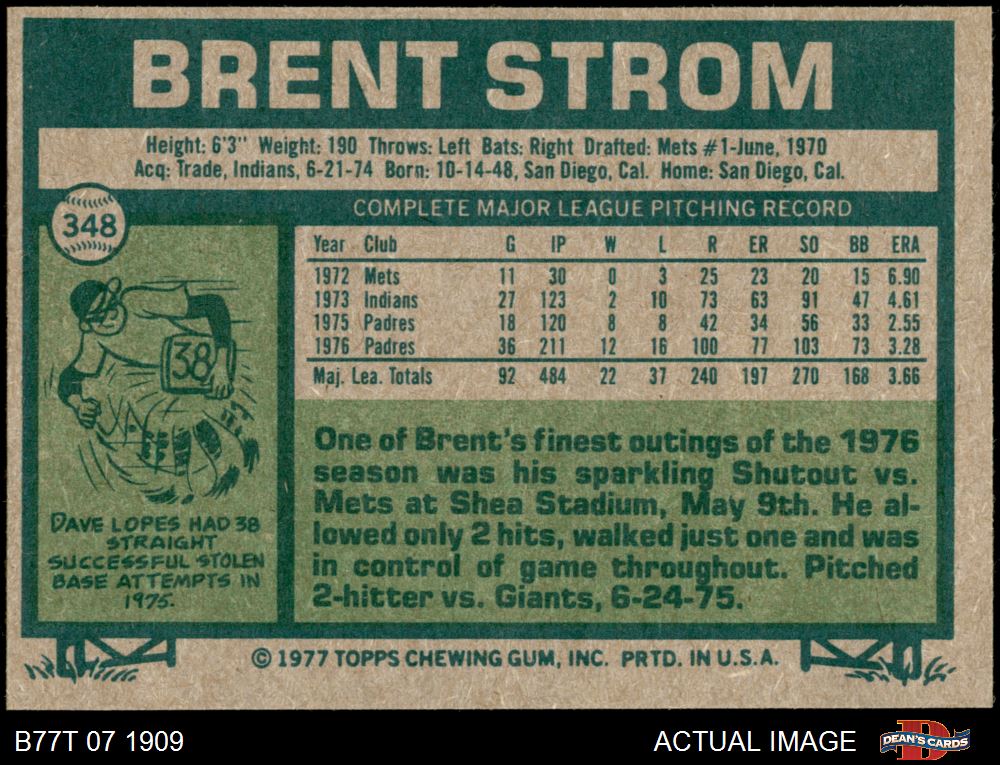 BRENT STROM
Height: 6'3" Weight: 190 Throws: Left Bats: Right Drafted: Mets #1-June, 1970
Acq: Trade, Indians, 6-21-74 Born: 10-14-48, San Diego, Cal. Home: San Diego, Cal.
348
COMPLETE MAJOR LEAGUE PITCHING RECORD
Year Club G IP W L R ER SO BB ERA
1972 Mets 11 30 0 3 25 23 20 15 6.90
1973 Indians 27 123 2 10 73 63 91 47 4.61
1975 Padres 18 120 8 8 42 34 56 33 2.55
1976 Padres 36 211 12 16 100 77 103 73 3.28
Maj. Lea. Totals 92 484 22 37 240 197 270 168 3.66
38
DAVE LOPES HAD 38
STRAIGHT
SUCCESSFUL STOLEN
BASE ATTEMPTS IN
1975.
One of Brent's finest outings of the 1976
season was his sparkling Shutout vs.
Mets at Shea Stadium, May 9th. He al-
lowed only 2 hits, walked just one and was
in control of game throughout. Pitched
2-hitter vs. Giants, 6-24-75.
© 1977 TOPPS CHEWING GUM, INC. PRTD. IN U.S.A.
B77T 07 1909
ACTUAL IMAGE
D
DEAN'S CARDS